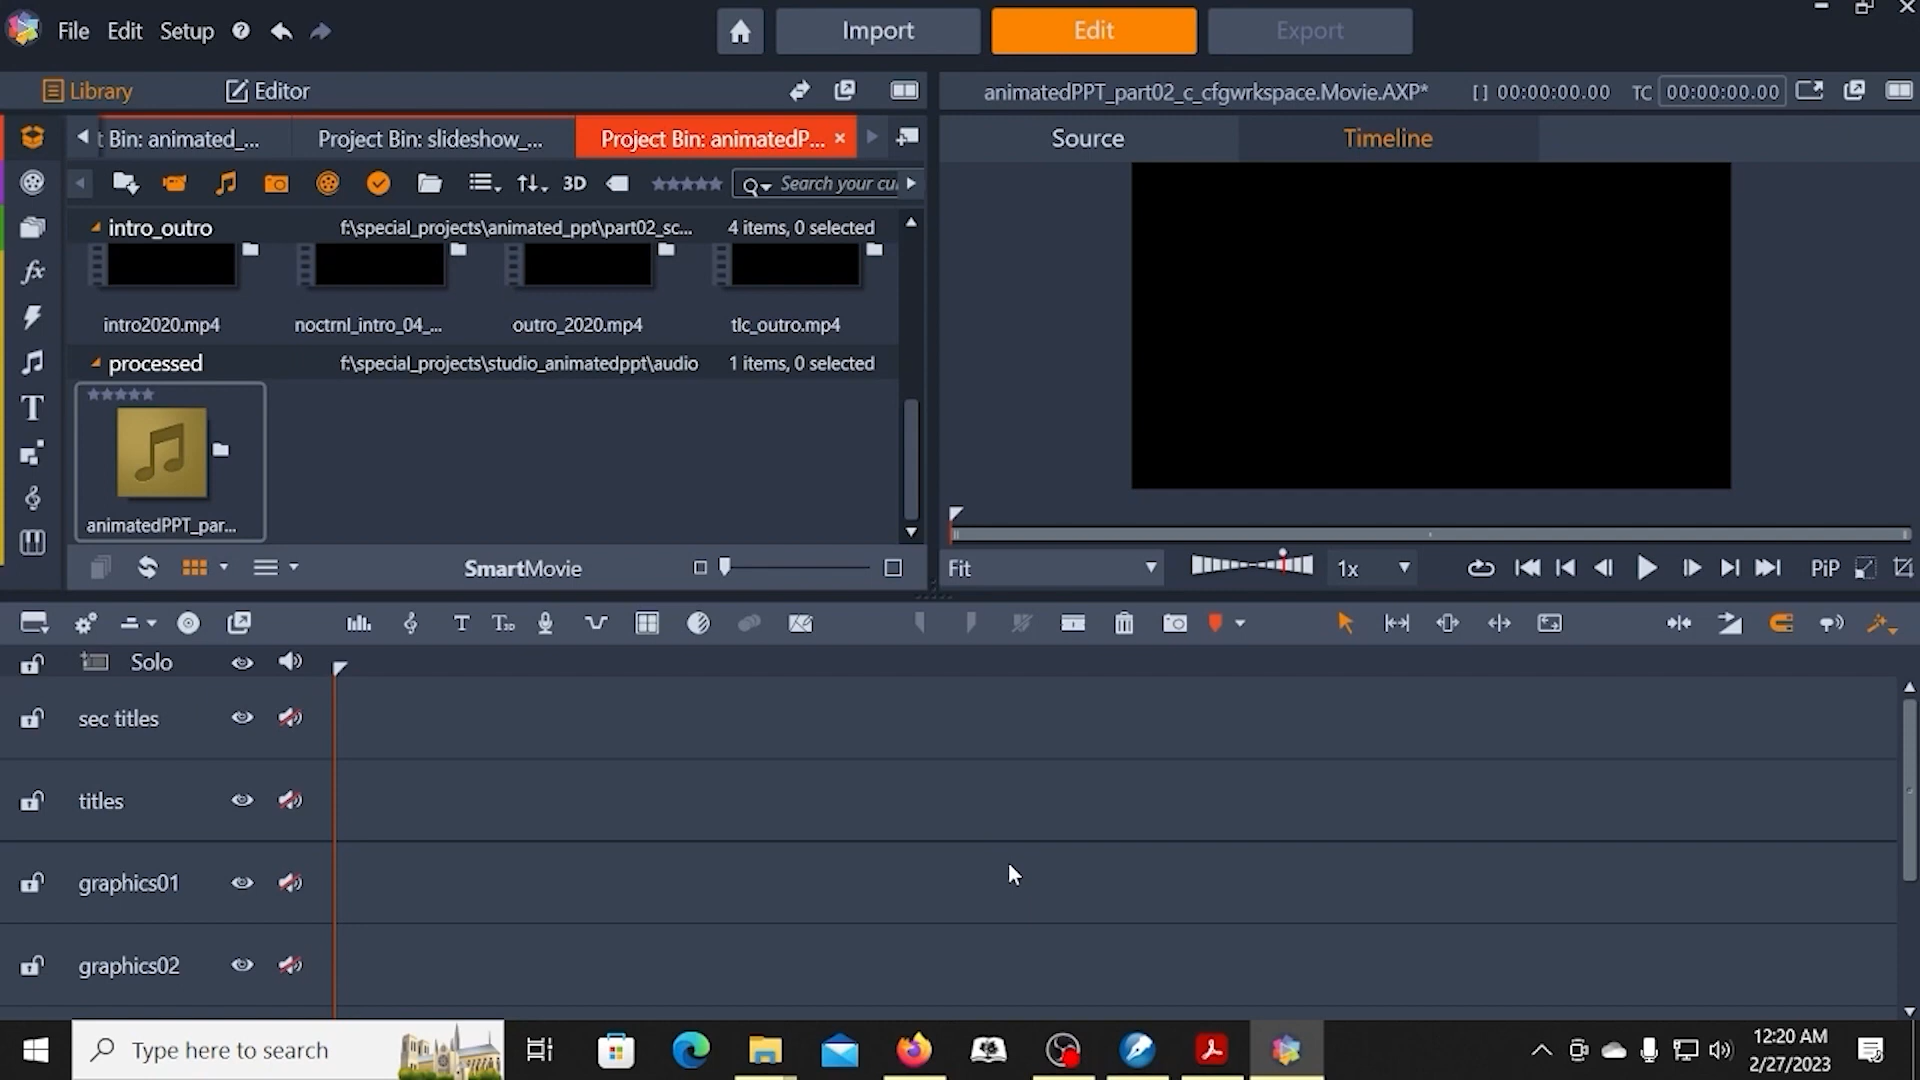 File Edit Setup
Import
Edit
Export
Library
Editor
animatedPPT_part02_c_cfgwrkspace.Movie.AXP*
[] 00:00:00.00
TC 00:00:00.00
t Bin: animated_...
Project Bin: slideshow_...
Project Bin: animatedP... ×
Source
Timeline
3D
Search your cu
intro_outro
f:\special_projects\animated_ppt\part02_sc...
4 items, 0 selected
intro2020.mp4
noctrnl_intro_04_...
outro_2020.mp4
tlc_outro.mp4
processed
f:\special_projects\studio_animatedppt\audio
1 items, 0 selected
animatedPPT_par...
SmartMovie
Fit
1x
PiP
Solo
sec titles
titles
graphics01
graphics02
Type here to search
12:20 AM
2/27/2023